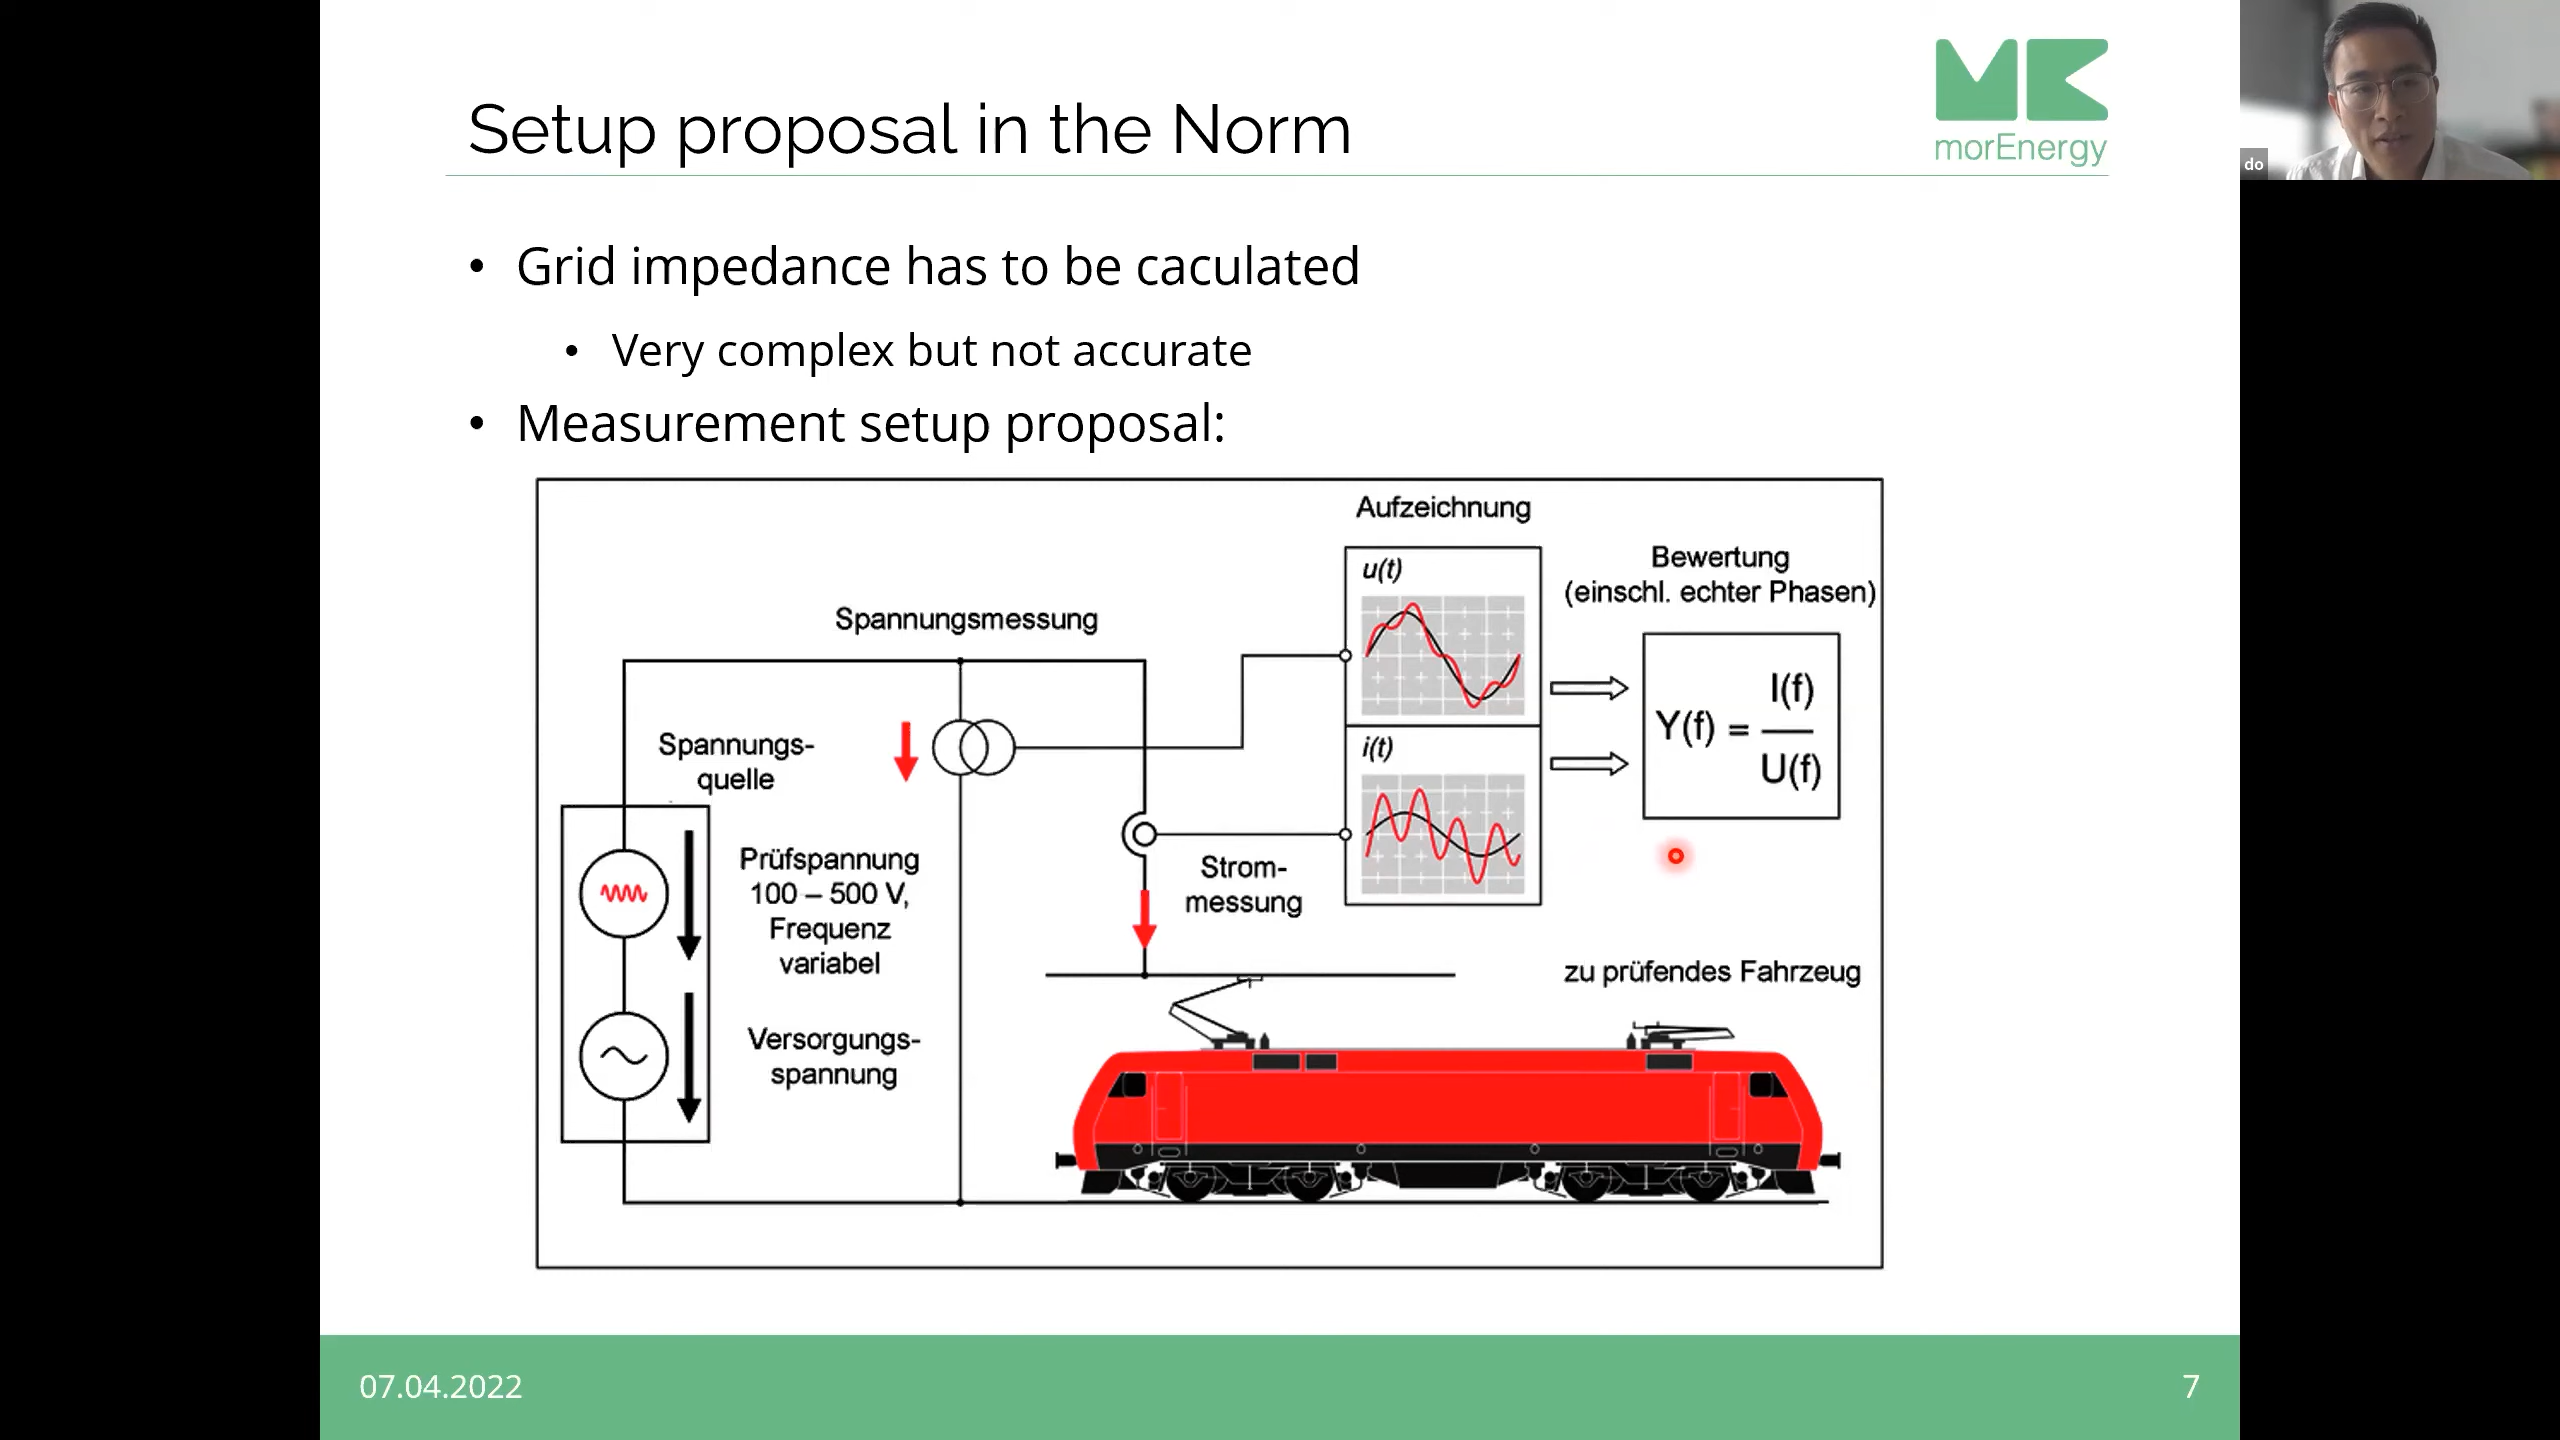 Setup proposal in the Norm
morEnergy
do
• Grid impedance has to be caculated
• Very complex but not accurate
• Measurement setup proposal:
Aufzeichnung
u(t)
Bewertung
(einschl. echter Phasen)
Spannungsmessung
I(f)
Y(f) =
U(f)
Spannungs-
quelle
i(t)
Prüfspannung
100 – 500 V,
Frequenz
variabel
Strom-
messung
zu prüfendes Fahrzeug
Versorgungs-
spannung
07.04.2022
7